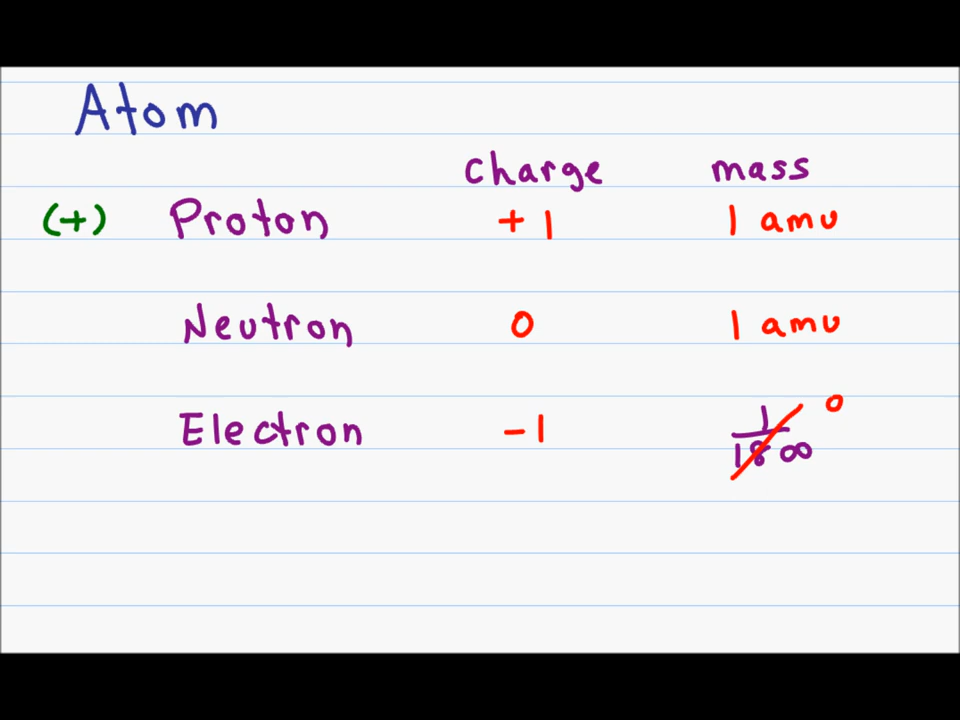 Atom
charge mass
(+) Proton +1 1 amu
Neutron 0 1 amu
Electron -1 1/1800 0